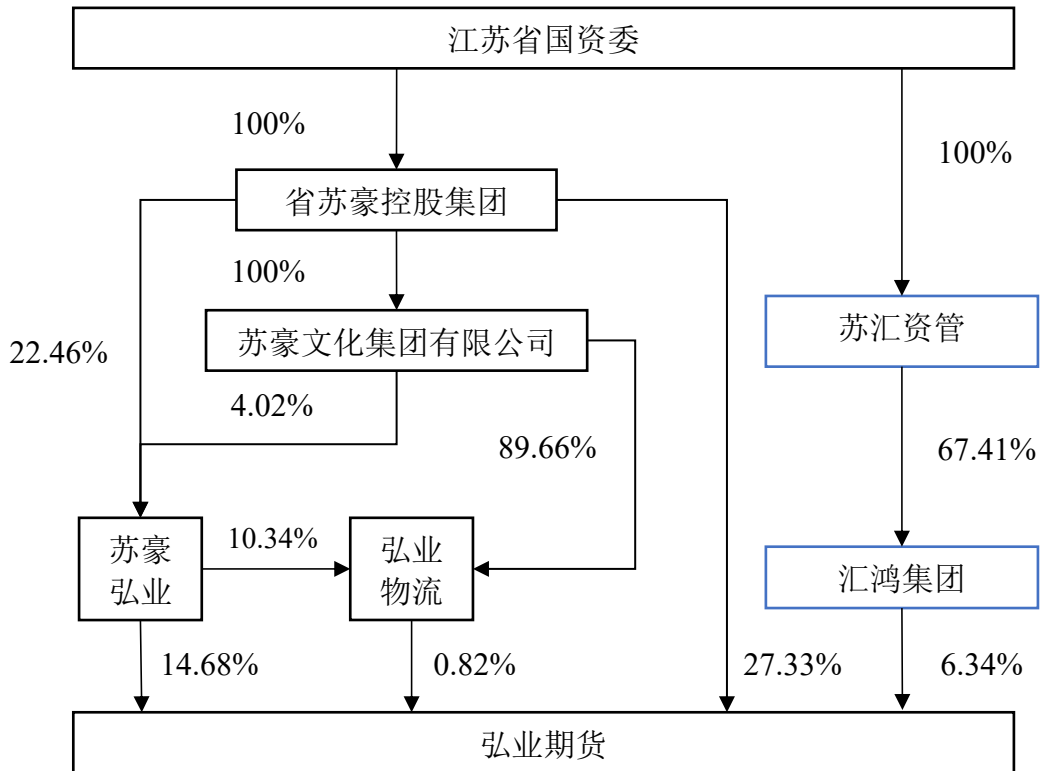 江苏省国资委
100%
100%
省苏豪控股集团
100%
苏豪文化集团有限公司
苏汇资管
22.46%
4.02%
89.66%
67.41%
苏豪
弘业
10.34%
弘业
物流
汇鸿集团
14.68%
0.82%
27.33%
6.34%
弘业期货